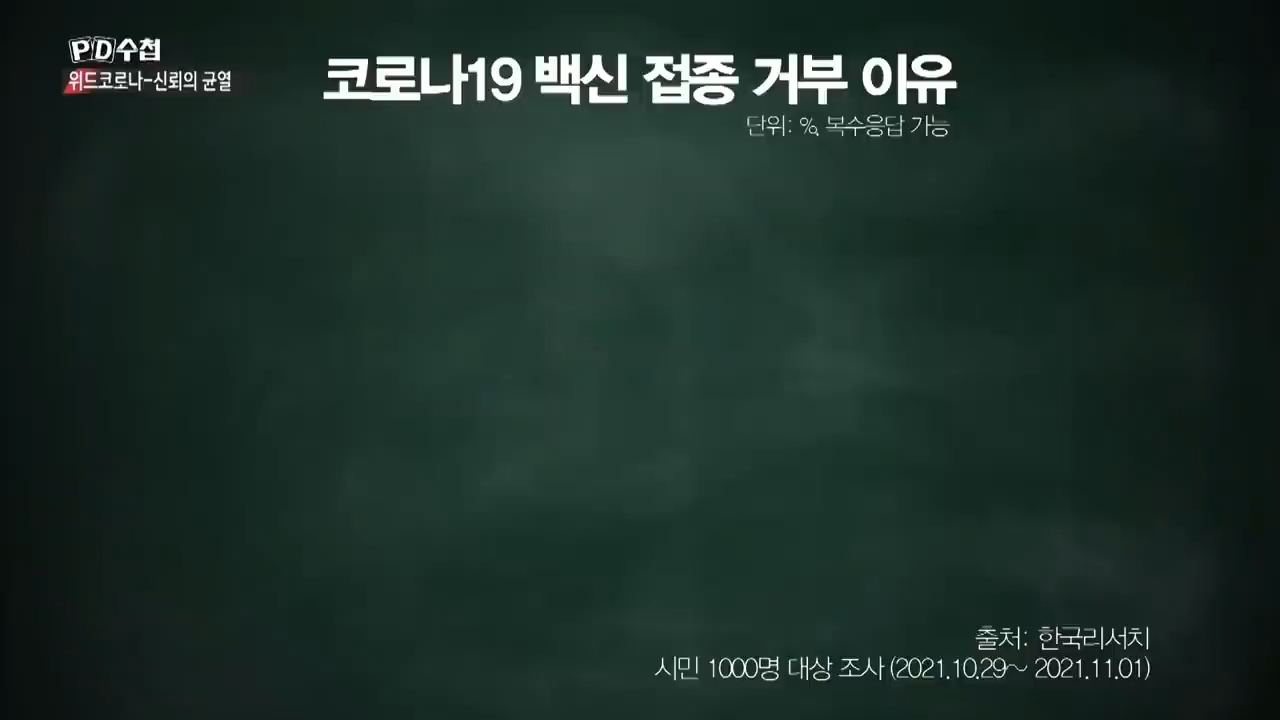 PD수첩
위드코로나-신뢰의 균열
코로나19 백신 접종 거부 이유
단위: %, 복수응답 가능
출처: 한국리서치
시민 1000명 대상 조사 (2021.10.29~ 2021.11.01)